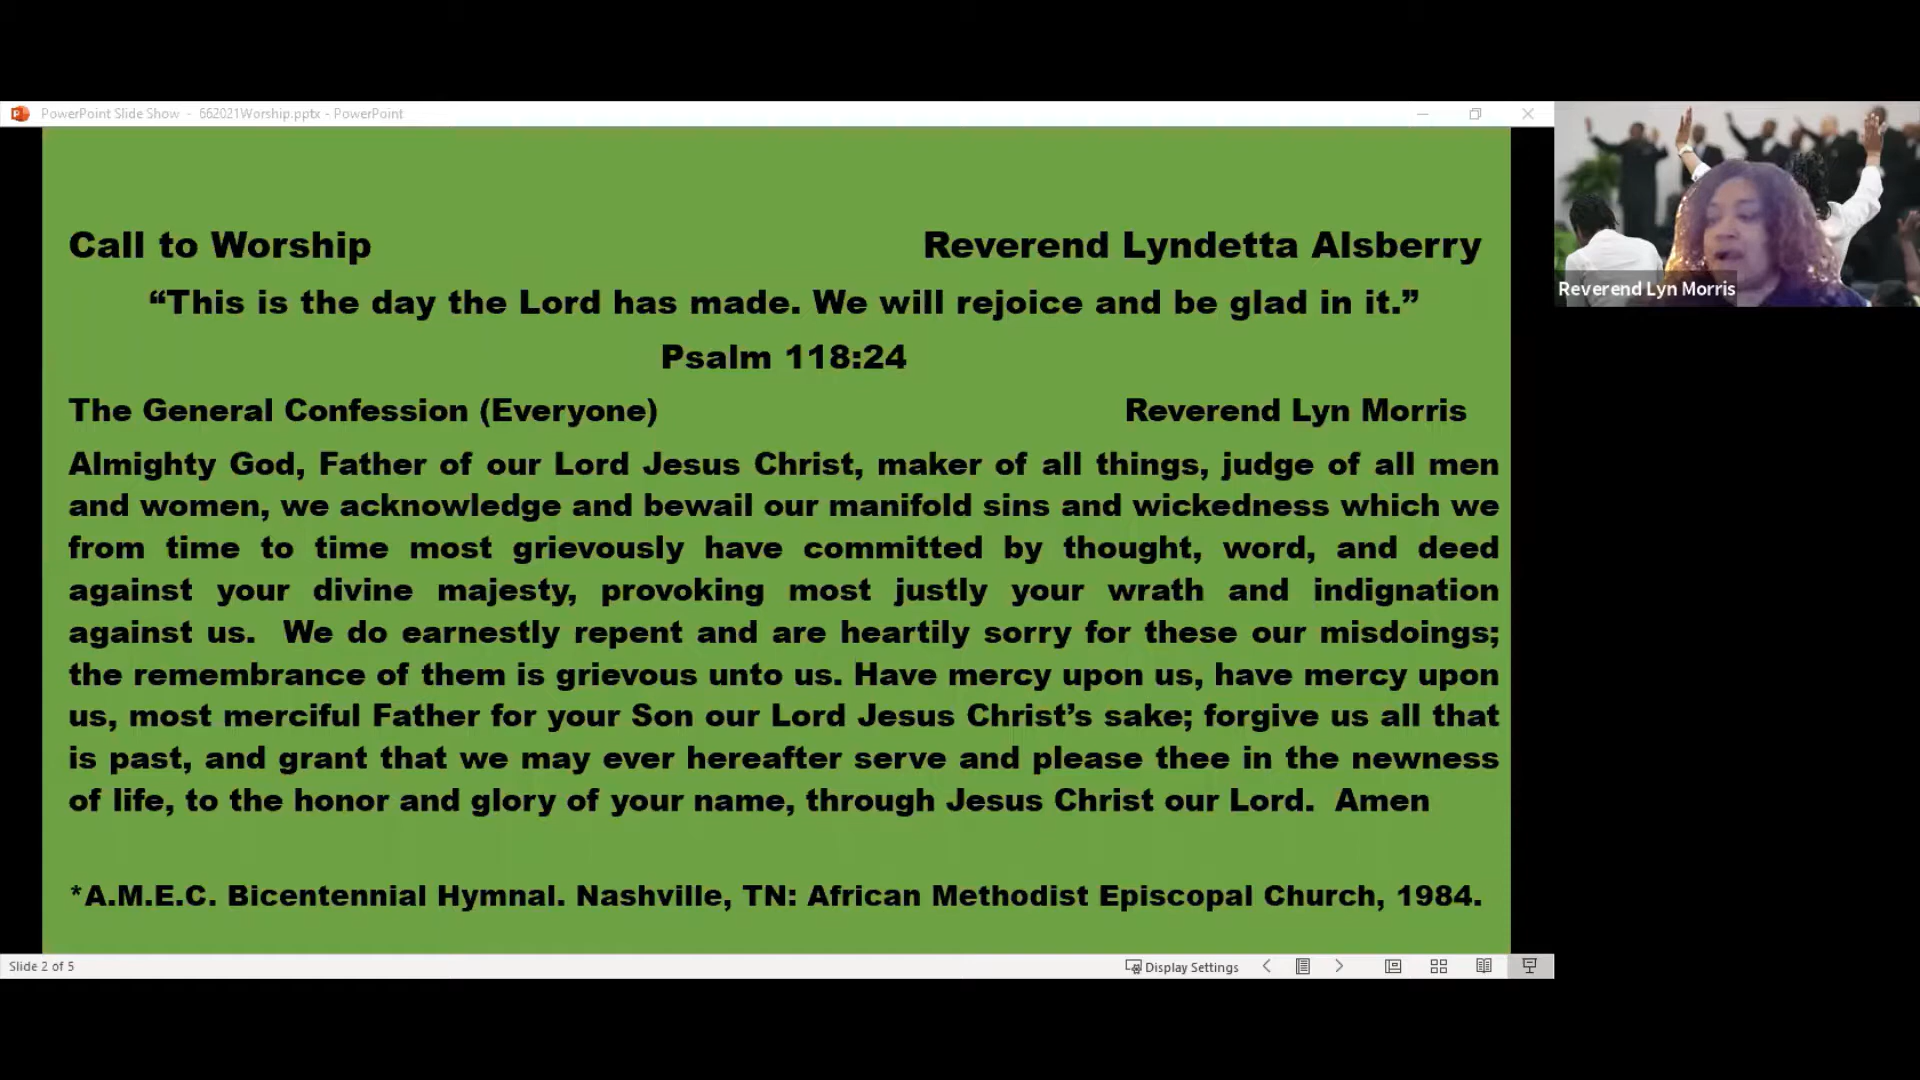 PowerPoint Slide Show - 662021Worship.pptx - PowerPoint
Call to Worship Reverend Lyndetta Alsberry
“This is the day the Lord has made. We will rejoice and be glad in it.”
Psalm 118:24
The General Confession (Everyone) Reverend Lyn Morris
Almighty God, Father of our Lord Jesus Christ, maker of all things, judge of all men
and women, we acknowledge and bewail our manifold sins and wickedness which we
from time to time most grievously have committed by thought, word, and deed
against your divine majesty, provoking most justly your wrath and indignation
against us. We do earnestly repent and are heartily sorry for these our misdoings;
the remembrance of them is grievous unto us. Have mercy upon us, have mercy upon
us, most merciful Father for your Son our Lord Jesus Christ’s sake; forgive us all that
is past, and grant that we may ever hereafter serve and please thee in the newness
of life, to the honor and glory of your name, through Jesus Christ our Lord. Amen
*A.M.E.C. Bicentennial Hymnal. Nashville, TN: African Methodist Episcopal Church, 1984.
Slide 2 of 5 Display Settings
Reverend Lyn Morris